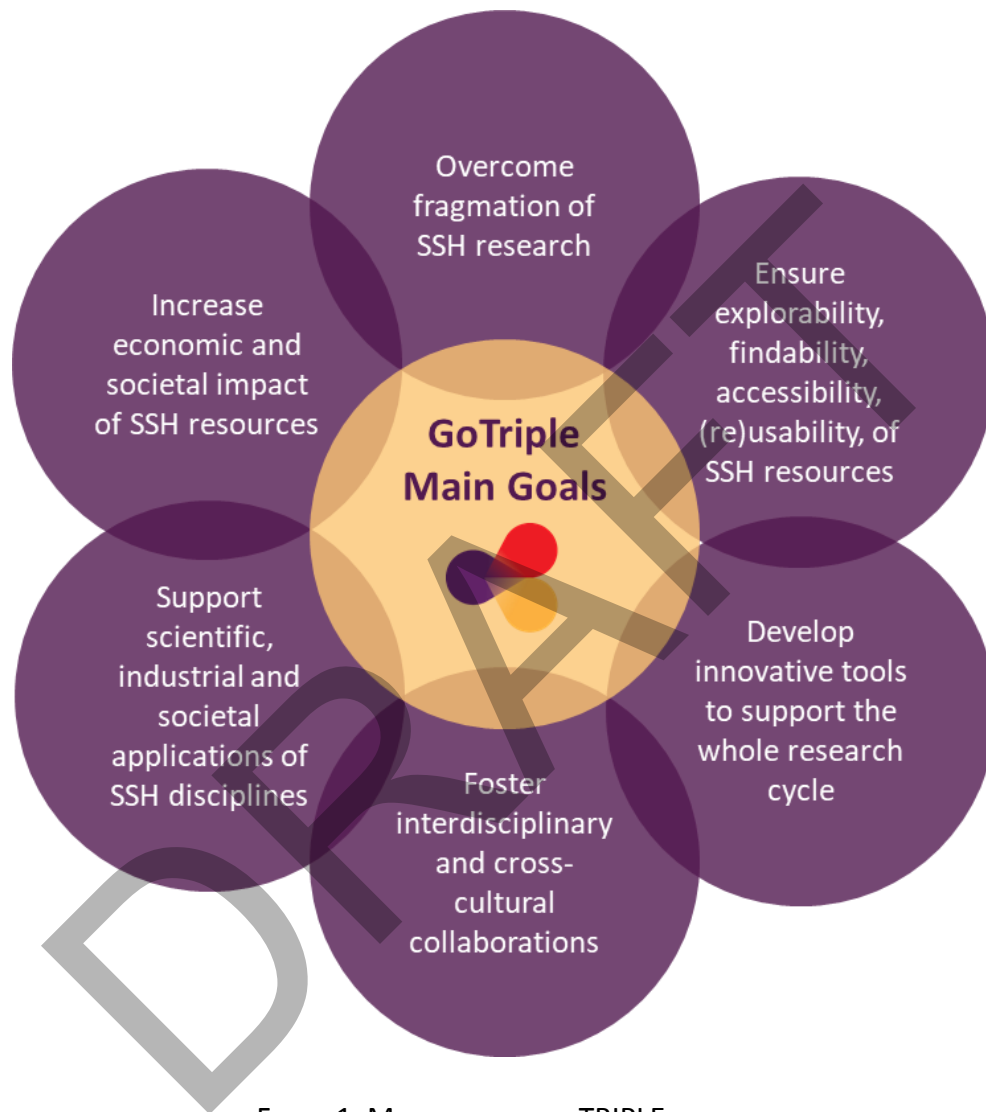 Overcome
fragmation of
SSH research
Ensure
explorability,
findability,
accessibility,
(re)usability, of
SSH resources
Develop
innovative tools
to support the
whole research
cycle
Foster
interdisciplinary
and cross-
cultural
collaborations
Support
scientific,
industrial and
societal
applications of
SSH disciplines
Increase
economic and
societal impact
of SSH resources
GoTriple
Main Goals
DRAFT
1: TRIPLE